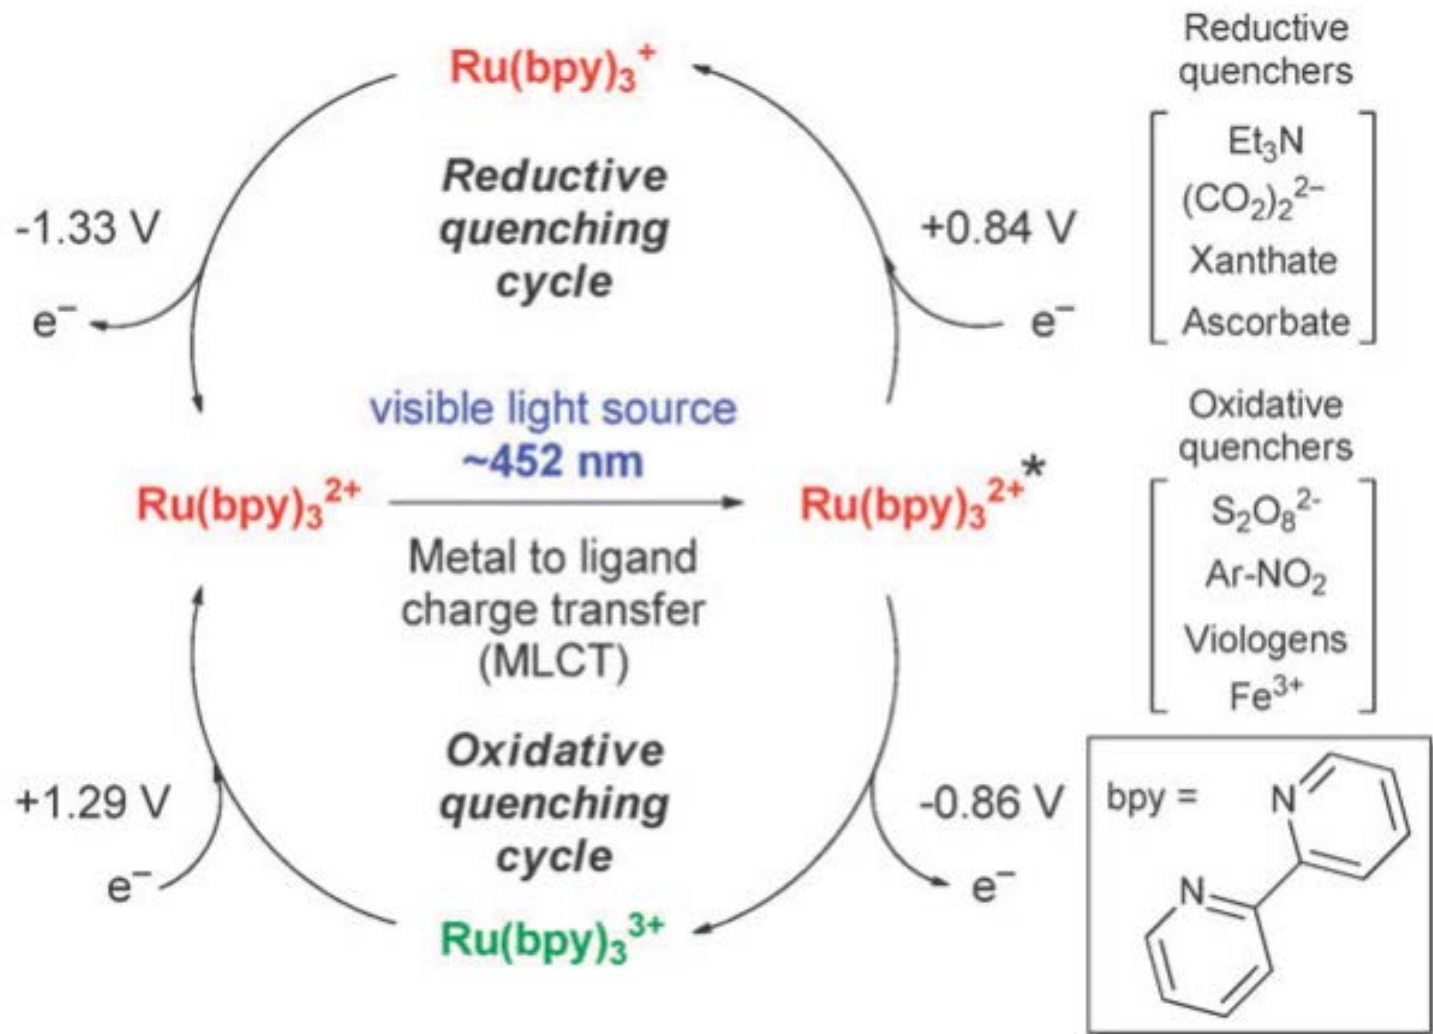 Ru(bpy)₃⁺
Reductive
quenching
cycle
-1.33 V
e⁻
+0.84 V
e⁻
Reductive
quenchers
Et₃N
(CO₂)₂²⁻
Xanthate
Ascorbate
visible light source
~452 nm
Ru(bpy)₃²⁺
Ru(bpy)₃²⁺*
Metal to ligand
charge transfer
(MLCT)
Oxidative
quenchers
S₂O₈²⁻
Ar-NO₂
Viologens
Fe³⁺
Oxidative
quenching
cycle
+1.29 V
e⁻
-0.86 V
e⁻
Ru(bpy)₃³⁺
bpy =
N
N